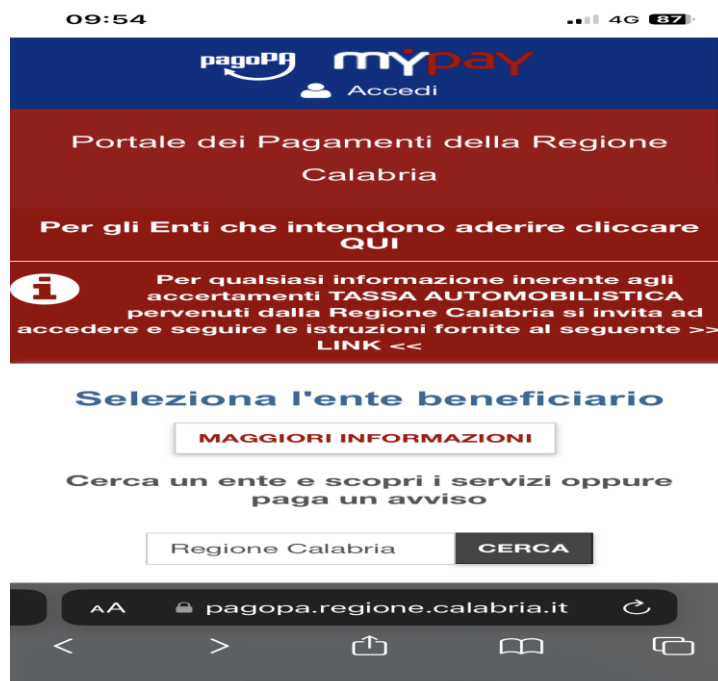 09:54
4G 87
pagoPA mypay
Accedi
Portale dei Pagamenti della Regione
Calabria
Per gli Enti che intendono aderire cliccare
QUI
Per qualsiasi informazione inerente agli
accertamenti TASSA AUTOMOBILISTICA
pervenuti dalla Regione Calabria si invita ad
accedere e seguire le istruzioni fornite al seguente >>
LINK <<
Seleziona l'ente beneficiario
MAGGIORI INFORMAZIONI
Cerca un ente e scopri i servizi oppure
paga un avviso
Regione Calabria CERCA
AA pagopa.regione.calabria.it